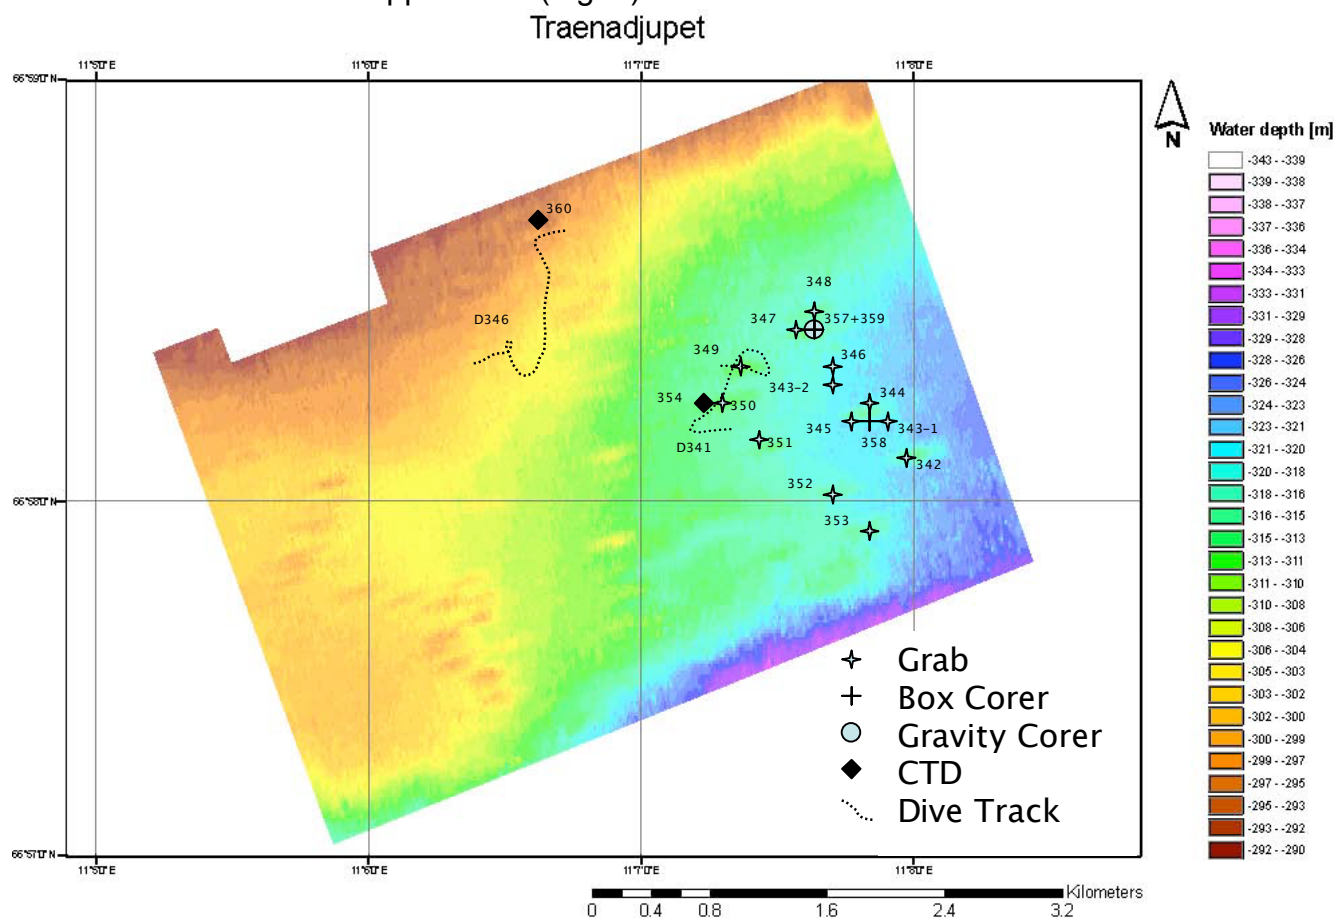 Traenadjupet
N
Water depth [m]
-343 - -339
-339 - -338
-338 - -337
-337 - -336
-336 - -334
-334 - -333
-333 - -331
-331 - -329
-329 - -328
-328 - -326
-326 - -324
-324 - -323
-323 - -321
-321 - -320
-320 - -318
-318 - -316
-316 - -315
-315 - -313
-313 - -311
-311 - -310
-310 - -308
-308 - -306
-306 - -304
-305 - -303
-303 - -302
-302 - -300
-300 - -299
-299 - -297
-297 - -295
-295 - -293
-293 - -292
-292 - -290
360
D346
348
347
357+359
349
346
343-2
354
350
344
D341
351
345
343-1
358
342
352
353
Grab
Box Corer
Gravity Corer
CTD
Dive Track
Kilometers
0 0.4 0.8 1.6 2.4 3.2